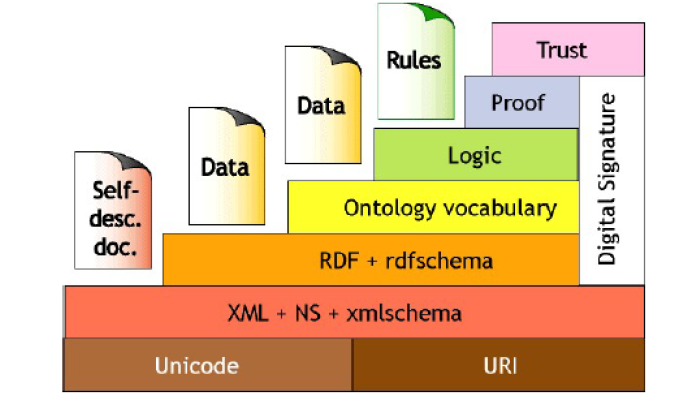 Trust
Rules
Proof
Data
Logic
Digital Signature
Data
Ontology vocabulary
Self-
desc.
doc.
RDF + rdfschema
XML + NS + xmlschema
Unicode
URI